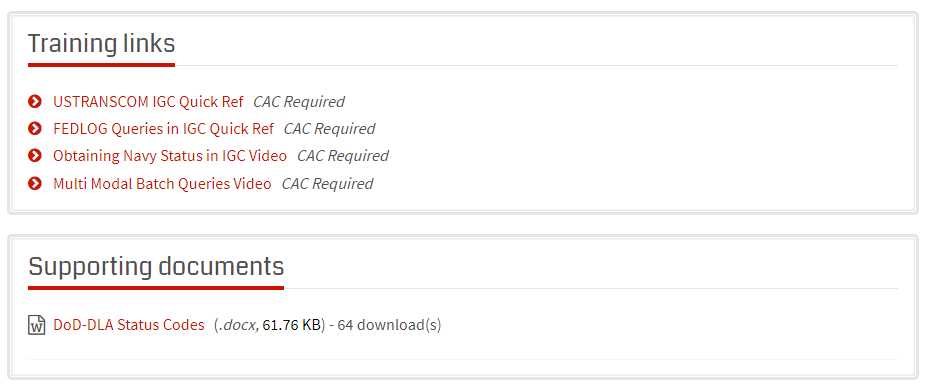 Training links
USTRANSCOM IGC Quick Ref CAC Required
FEDLOG Queries in IGC Quick Ref CAC Required
Obtaining Navy Status in IGC Video CAC Required
Multi Modal Batch Queries Video CAC Required
Supporting documents
W DoD-DLA Status Codes (.docx, 61.76 KB) - 64 download(s)